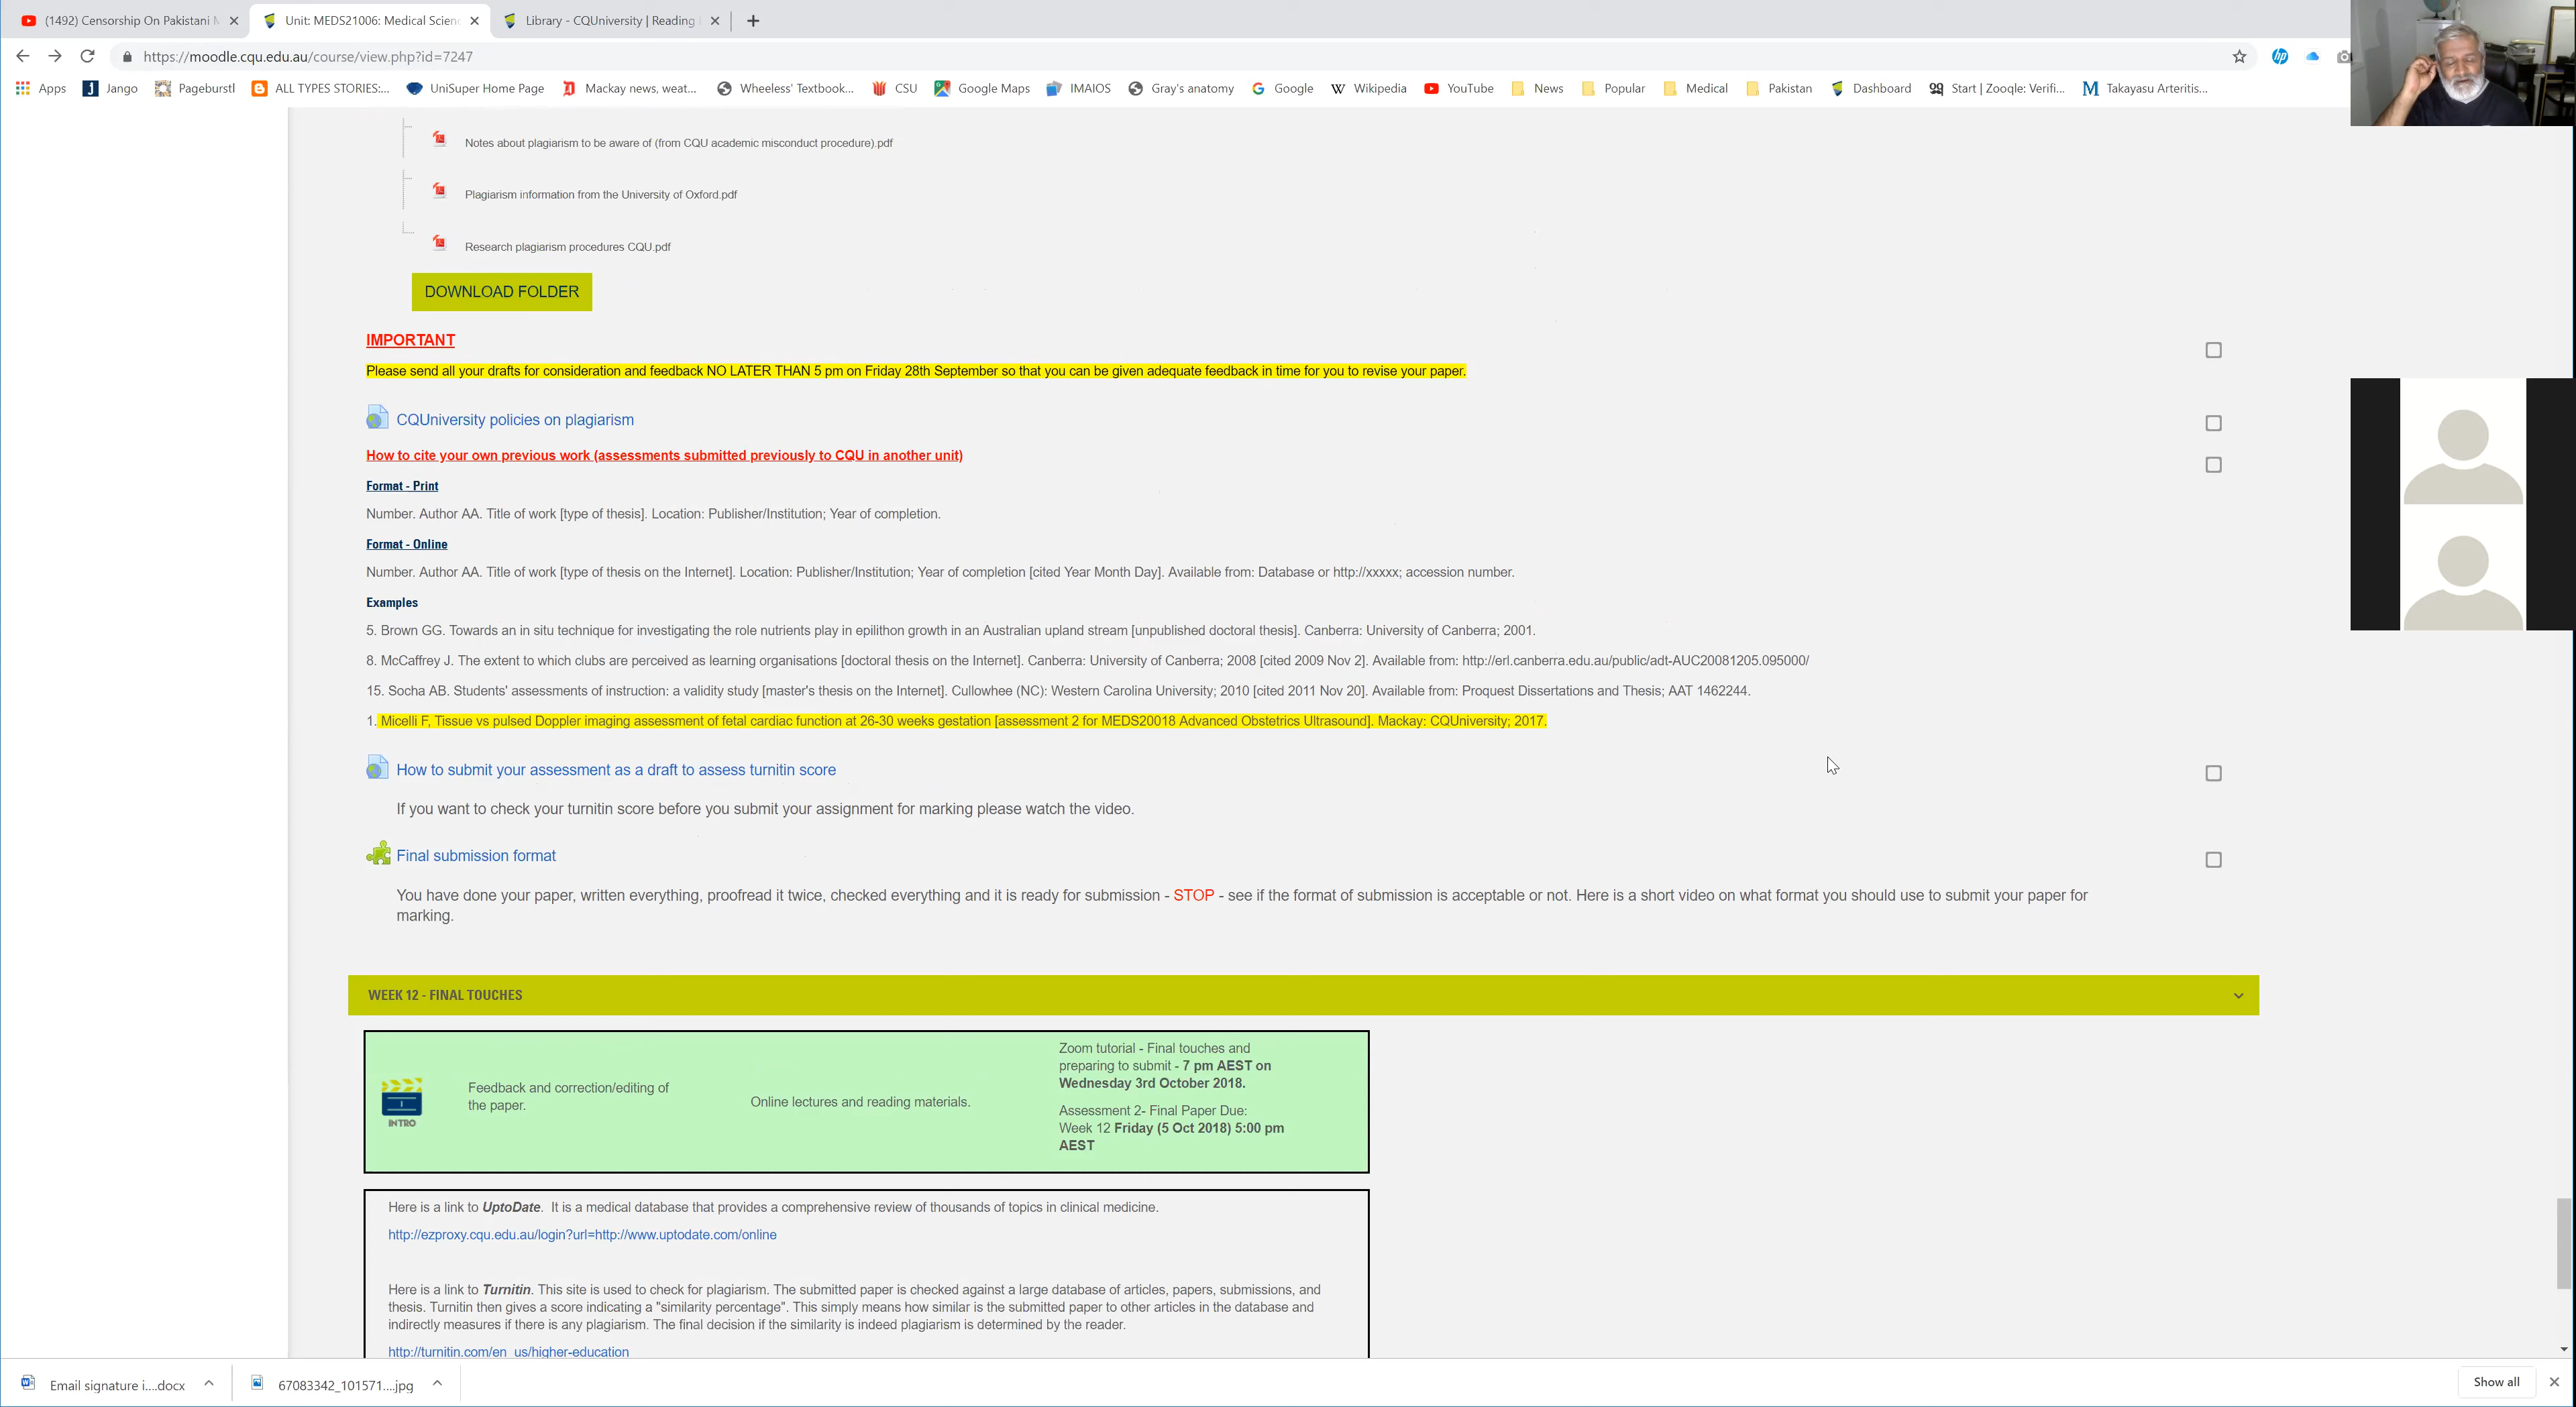 (1492) Censorship On Pakistani M
Unit: MEDS21006: Medical Scienc
Library - CQUniversity | Reading
https://moodle.cqu.edu.au/course/view.php?id=7247
Apps
Jango
Pageburstl
ALL TYPES STORIES:...
UniSuper Home Page
Mackay news, weat...
Wheeless' Textbook...
CSU
Google Maps
IMAIOS
Gray's anatomy
Google
Wikipedia
YouTube
News
Popular
Medical
Pakistan
Dashboard
Start | Zooqle: Verifi...
Takayasu Arteritis...
Notes about plagiarism to be aware of (from CQU academic misconduct procedure).pdf
Plagiarism information from the University of Oxford.pdf
Research plagiarism procedures CQU.pdf
DOWNLOAD FOLDER
IMPORTANT
Please send all your drafts for consideration and feedback NO LATER THAN 5 pm on Friday 28th September so that you can be given adequate feedback in time for you to revise your paper.
CQUniversity policies on plagiarism
How to cite your own previous work (assessments submitted previously to CQU in another unit)
Format - Print
Number. Author AA. Title of work [type of thesis]. Location: Publisher/Institution; Year of completion.
Format - Online
Number. Author AA. Title of work [type of thesis on the Internet]. Location: Publisher/Institution; Year of completion [cited Year Month Day]. Available from: Database or http://xxxxx; accession number.
Examples
5. Brown GG. Towards an in situ technique for investigating the role nutrients play in epilithon growth in an Australian upland stream [unpublished doctoral thesis]. Canberra: University of Canberra; 2001.
8. McCaffrey J. The extent to which clubs are perceived as learning organisations [doctoral thesis on the Internet]. Canberra: University of Canberra; 2008 [cited 2009 Nov 2]. Available from: http://erl.canberra.edu.au/public/adt-AUC20081205.095000/
15. Socha AB. Students' assessments of instruction: a validity study [master's thesis on the Internet]. Cullowhee (NC): Western Carolina University; 2010 [cited 2011 Nov 20]. Available from: Proquest Dissertations and Thesis; AAT 1462244.
1. Micelli F, Tissue vs pulsed Doppler imaging assessment of fetal cardiac function at 26-30 weeks gestation [assessment 2 for MEDS20018 Advanced Obstetrics Ultrasound]. Mackay: CQUniversity; 2017.
How to submit your assessment as a draft to assess turnitin score
If you want to check your turnitin score before you submit your assignment for marking please watch the video.
Final submission format
You have done your paper, written everything, proofread it twice, checked everything and it is ready for submission - STOP - see if the format of submission is acceptable or not. Here is a short video on what format you should use to submit your paper for
marking.
WEEK 12 - FINAL TOUCHES
INTRO
Feedback and correction/editing of
the paper.
Online lectures and reading materials.
Zoom tutorial - Final touches and
preparing to submit - 7 pm AEST on
Wednesday 3rd October 2018.
Assessment 2- Final Paper Due:
Week 12 Friday (5 Oct 2018) 5:00 pm
AEST
Here is a link to UptoDate. It is a medical database that provides a comprehensive review of thousands of topics in clinical medicine.
http://ezproxy.cqu.edu.au/login?url=http://www.uptodate.com/online
Here is a link to Turnitin. This site is used to check for plagiarism. The submitted paper is checked against a large database of articles, papers, submissions, and
thesis. Turnitin then gives a score indicating a "similarity percentage". This simply means how similar is the submitted paper to other articles in the database and
indirectly measures if there is any plagiarism. The final decision if the similarity is indeed plagiarism is determined by the reader.
http://turnitin.com/en_us/higher-education
Email signature i....docx
67083342_101571....jpg
Show all